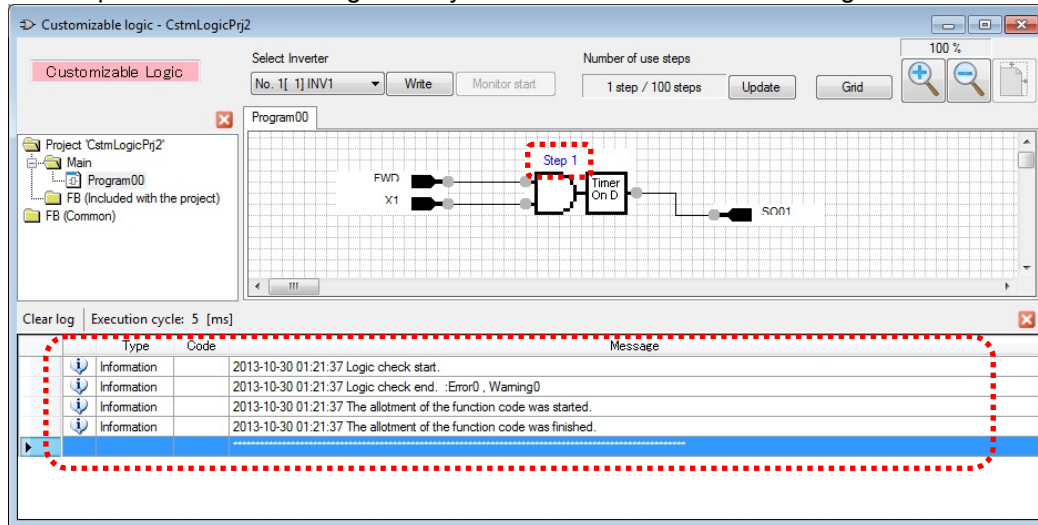 Customizable logic - CstmLogicPrj2
Customizable Logic
Select Inverter
No. 1[ 1] INV1
Write
Monitor start
Number of use steps
1 step / 100 steps
Update
Grid
100 %
Program00
Project 'CstmLogicPrj2'
Main
Program00
FB (Included with the project)
FB (Common)
Step 1
FWD
X1
Timer
On D
SO01
Clear log
Execution cycle: 5 [ms]
Type Code Message
Information 2013-10-30 01:21:37 Logic check start.
Information 2013-10-30 01:21:37 Logic check end. :Error0 , Warning0
Information 2013-10-30 01:21:37 The allotment of the function code was started.
Information 2013-10-30 01:21:37 The allotment of the function code was finished.